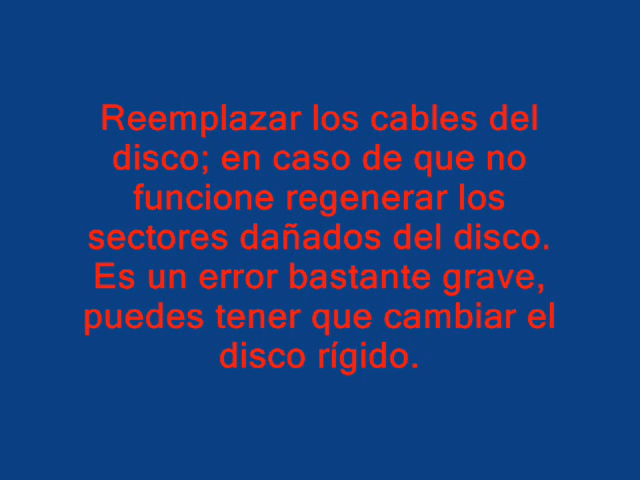 Reemplazar los cables del
disco; en caso de que no
funcione regenerar los
sectores dañados del disco.
Es un error bastante grave,
puedes tener que cambiar el
disco rígido.